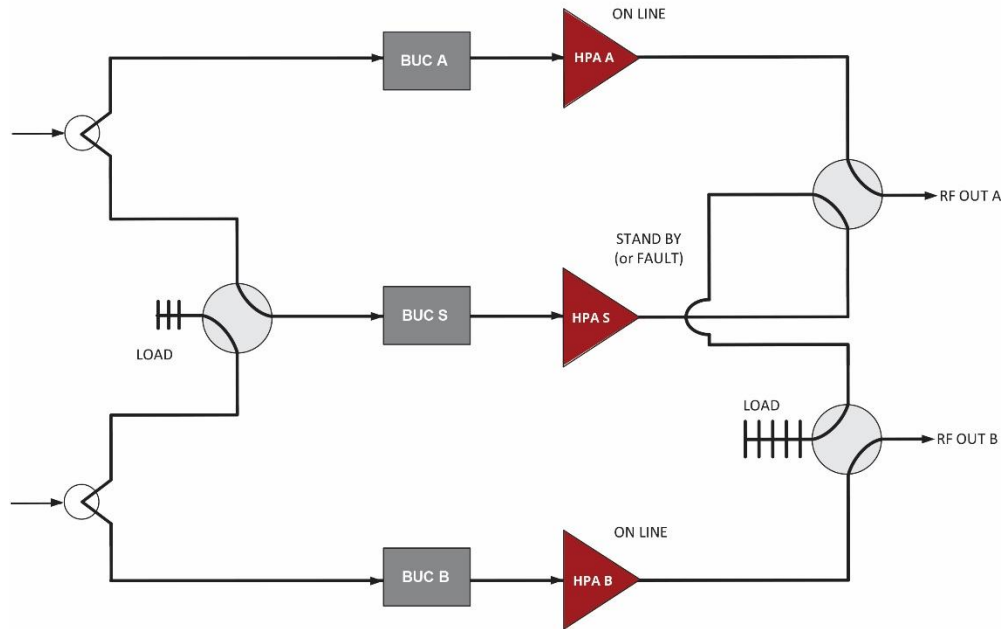 ON LINE
BUC A
HPA A
RF OUT A
STAND BY
(or FAULT)
BUC S
HPA S
LOAD
LOAD
RF OUT B
ON LINE
BUC B
HPA B